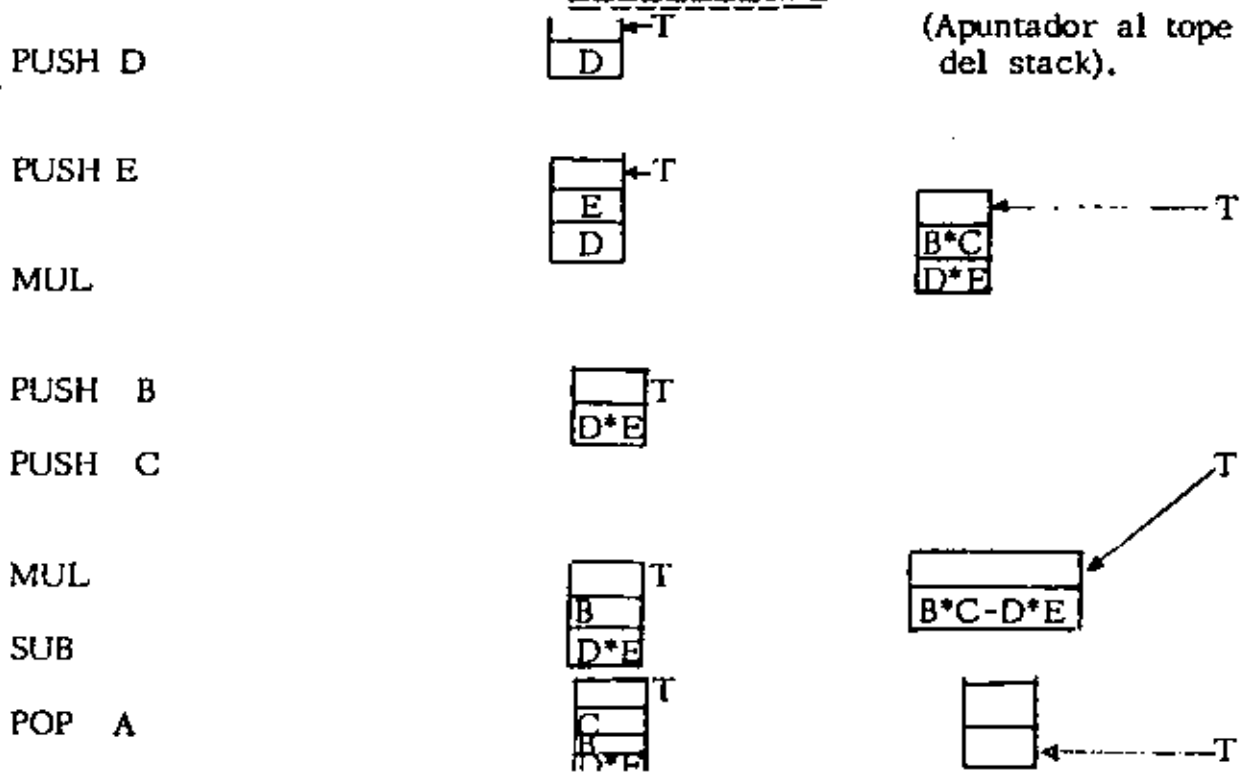 T
(Apuntador al tope
del stack).
PUSH D
D
PUSH E
T
E
D
T
B*C
D*E
MUL
PUSH B
T
D*E
PUSH C
T
MUL
T
B
D*E
B*C-D*E
SUB
POP A
T
C
B
D*E
T